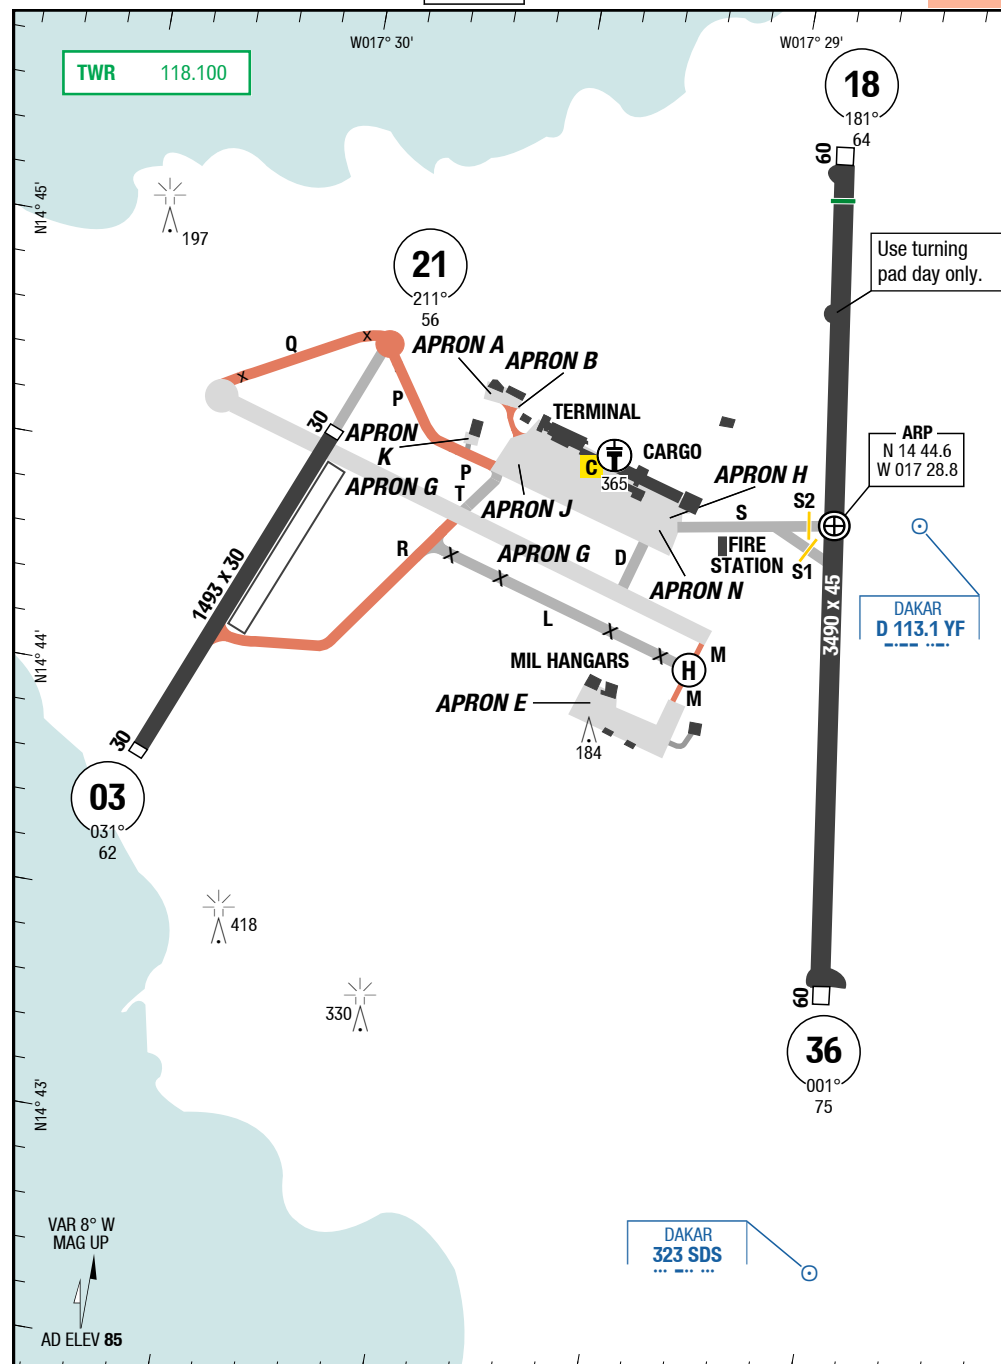 W017° 30'
W017° 29'
TWR 118.100
18
181°
64
60
N14° 45'
197
21
211°
56
Use turning
pad day only.
Q
X
X
APRON A
APRON B
P
30
APRON
K
TERMINAL
CARGO
C
365
ARP
N 14 44.6
W 017 28.8
P
T
APRON G
APRON J
APRON H
S
S2
S1
R
APRON G
D
FIRE
STATION
APRON N
1493 x 30
3490 x 45
X
X
L
X
X
DAKAR
D 113.1 YF
N14° 44'
MIL HANGARS
M
H
M
APRON E
184
30
03
031°
62
418
330
60
36
001°
75
N14° 43'
VAR 8° W
MAG UP
DAKAR
323 SDS
AD ELEV 85